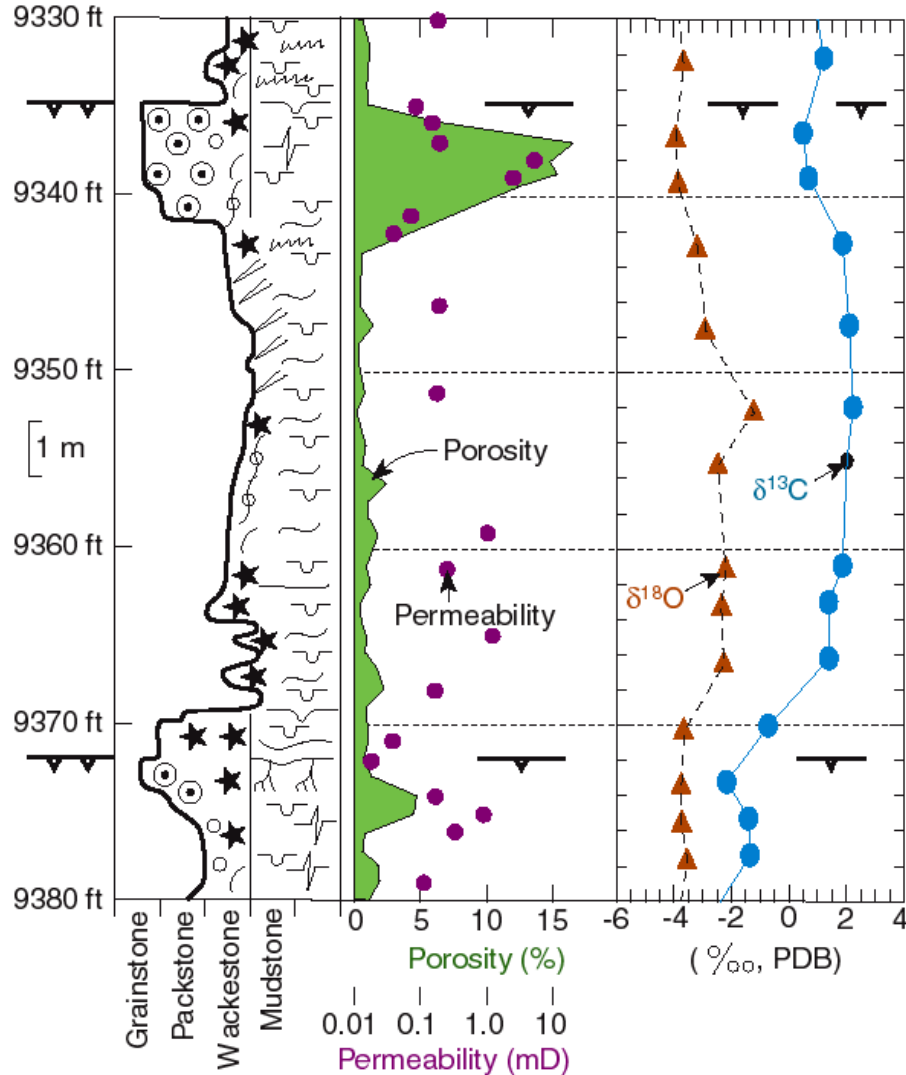 9330 ft
9340 ft
9350 ft
1 m
Porosity
δ13C
9360 ft
δ18O
Permeability
9370 ft
9380 ft
Grainstone
Packstone
Wackestone
Mudstone
0 5 10 15
-6 -4 -2 0 2 4
Porosity (%)
(‰, PDB)
0.01 0.1 1.0 10
Permeability (mD)